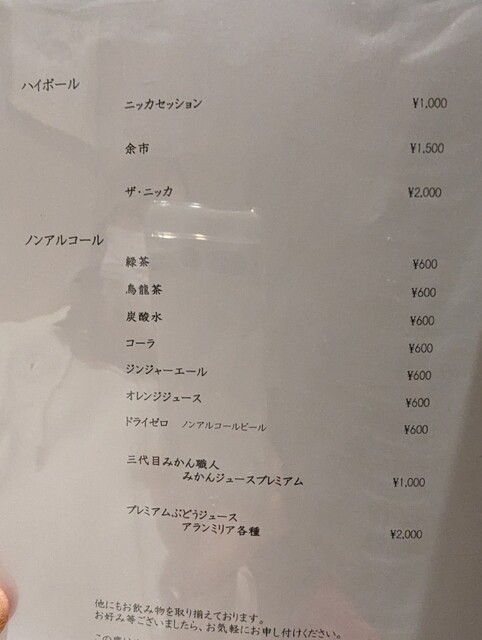 ハイボール
ニッカセッション ¥1,000
余市 ¥1,500
ザ・ニッカ ¥2,000
ノンアルコール
緑茶 ¥600
烏龍茶 ¥600
炭酸水 ¥600
コーラ ¥600
ジンジャーエール ¥600
オレンジジュース ¥600
ドライゼロ ノンアルコールビール ¥600
三代目みかん職人
みかんジュースプレミアム ¥1,000
プレミアムぶどうジュース
アランミリア各種 ¥2,000
他にもお飲み物を取り揃えております。
お好み等ございましたら、お気軽にお申し付けください。